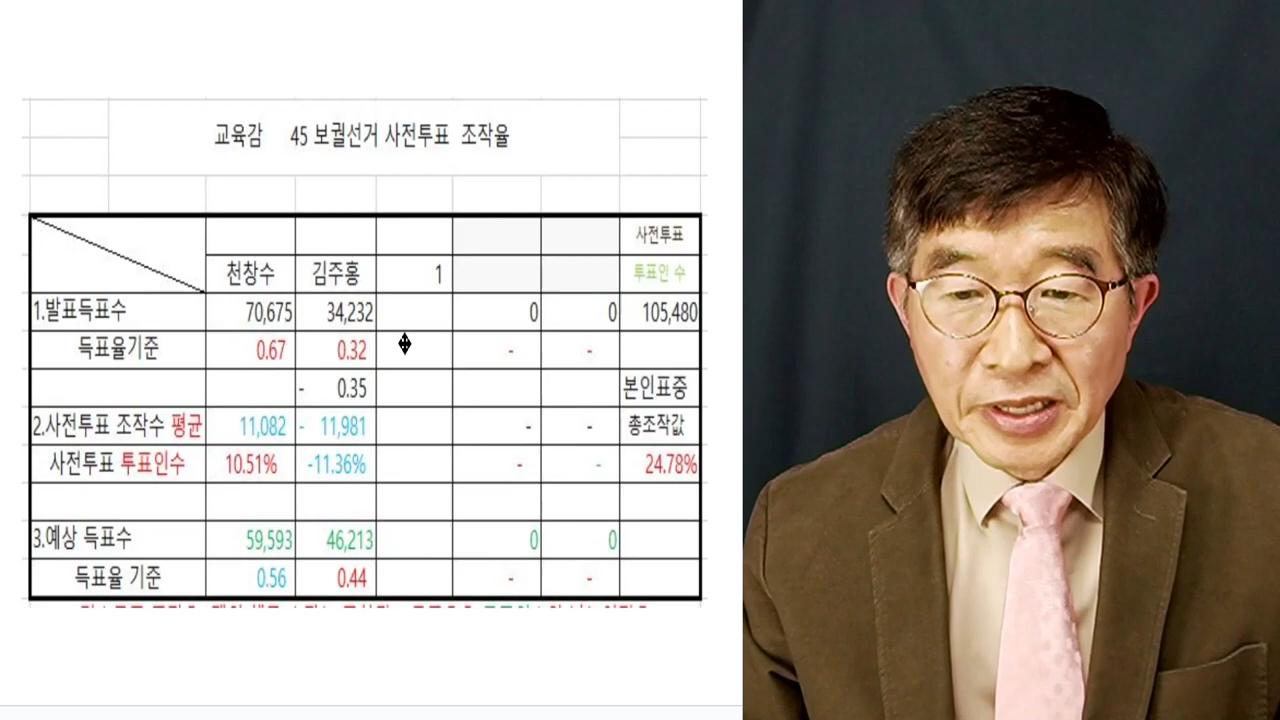 교육감 45 보궐선거 사전투표 조작율
사전투표
천창수 김주홍 1 투표인 수
1.발표득표수 70,675 34,232 0 0 105,480
득표율기준 0.67 0.32 - -
- 0.35 본인표중
2.사전투표 조작수 평균 11,082 - 11,981 - - 총조작값
사전투표 투표인수 10.51% -11.36% - - 24.78%
3.예상 득표수 59,593 46,213 0 0
득표율 기준 0.56 0.44 - -